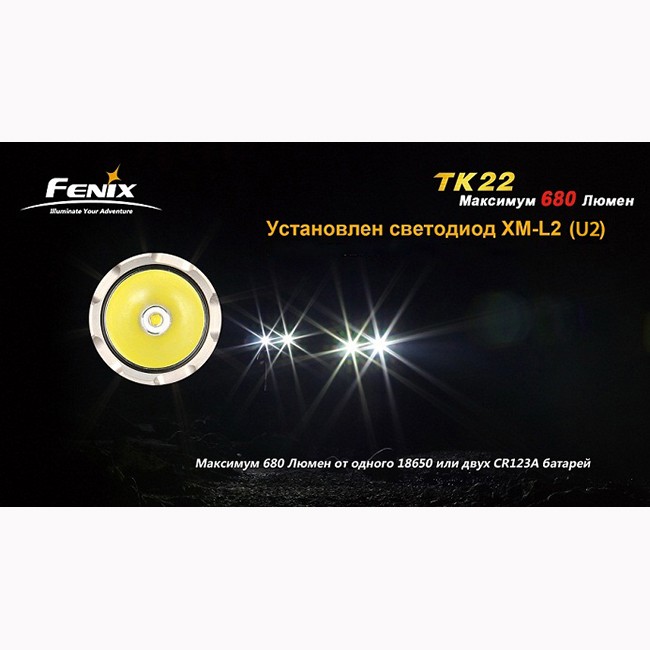 FENIX
Illuminate Your Adventure
TK22
Максимум 680 Люмен
Установлен светодиод XM-L2 (U2)
Максимум 680 Люмен от одного 18650 или двух CR123A батарей